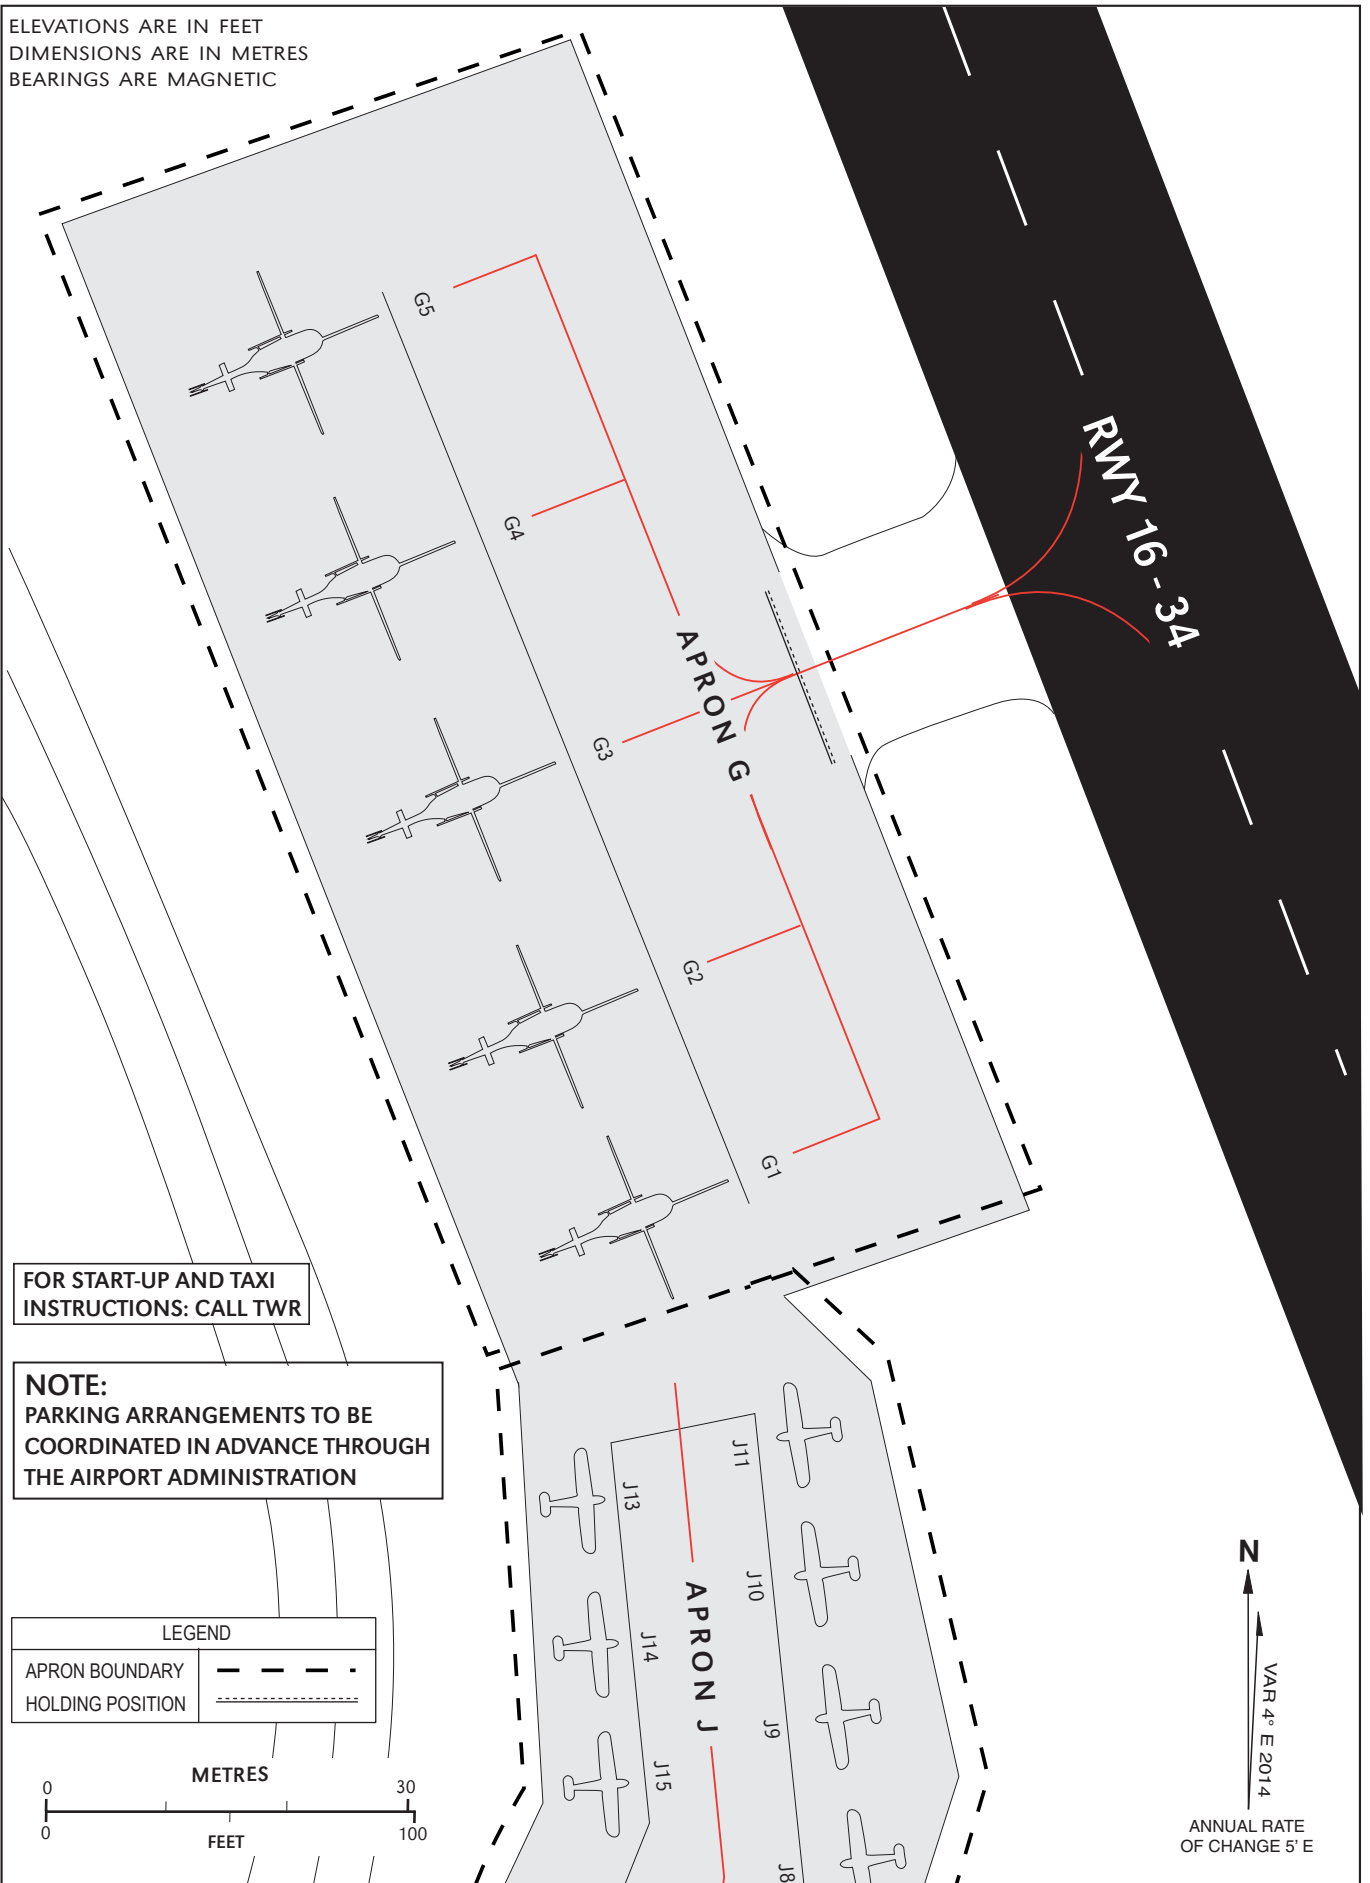 ELEVATIONS ARE IN FEET
DIMENSIONS ARE IN METRES
BEARINGS ARE MAGNETIC
RWY 16 - 34
G5
G4
APRON G
G3
G2
G1
FOR START-UP AND TAXI
INSTRUCTIONS: CALL TWR
NOTE:
PARKING ARRANGEMENTS TO BE
COORDINATED IN ADVANCE THROUGH
THE AIRPORT ADMINISTRATION
J11
J13
J10
J14
APRON J
J9
J15
J8
LEGEND
APRON BOUNDARY
HOLDING POSITION
METRES
0 30
0 100
FEET
N
VAR 4° E 2014
ANNUAL RATE
OF CHANGE 5' E